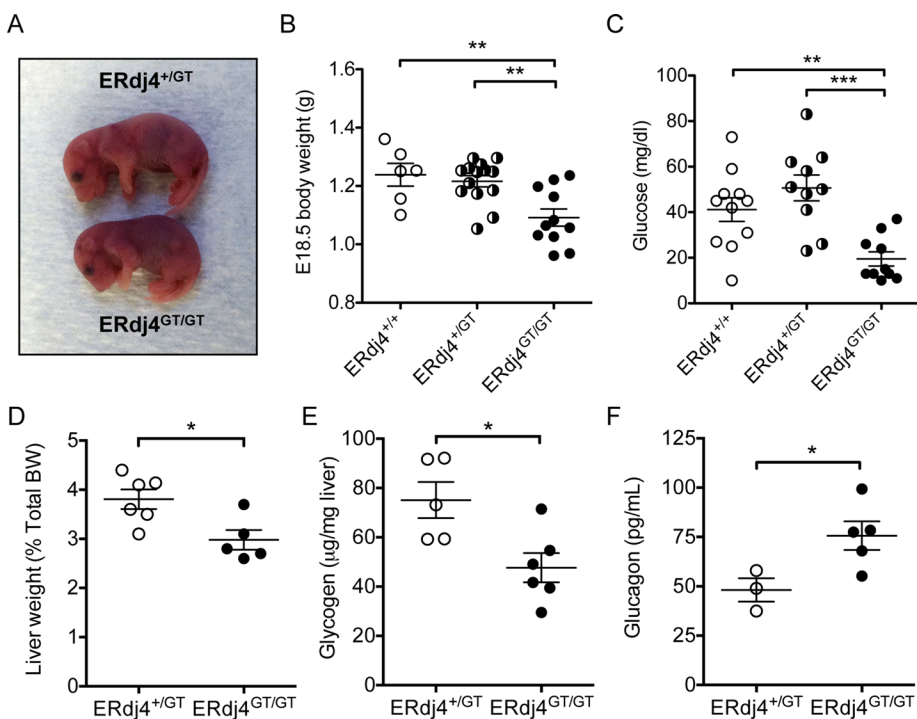 A
ERdj4+/GT
ERdj4GT/GT
B
**
**
E18.5 body weight (g)
1.6
1.4
1.2
1.0
0.8
ERdj4+/+
ERdj4+/GT
ERdj4GT/GT
C
**
***
Glucose (mg/dl)
100
80
60
40
20
0
ERdj4+/+
ERdj4+/GT
ERdj4GT/GT
D
*
Liver weight (% Total BW)
5
4
3
2
1
0
ERdj4+/GT
ERdj4GT/GT
E
*
Glycogen (μg/mg liver)
100
80
60
40
20
0
ERdj4+/GT
ERdj4GT/GT
F
*
Glucagon (pg/mL)
125
100
75
50
25
0
ERdj4+/GT
ERdj4GT/GT